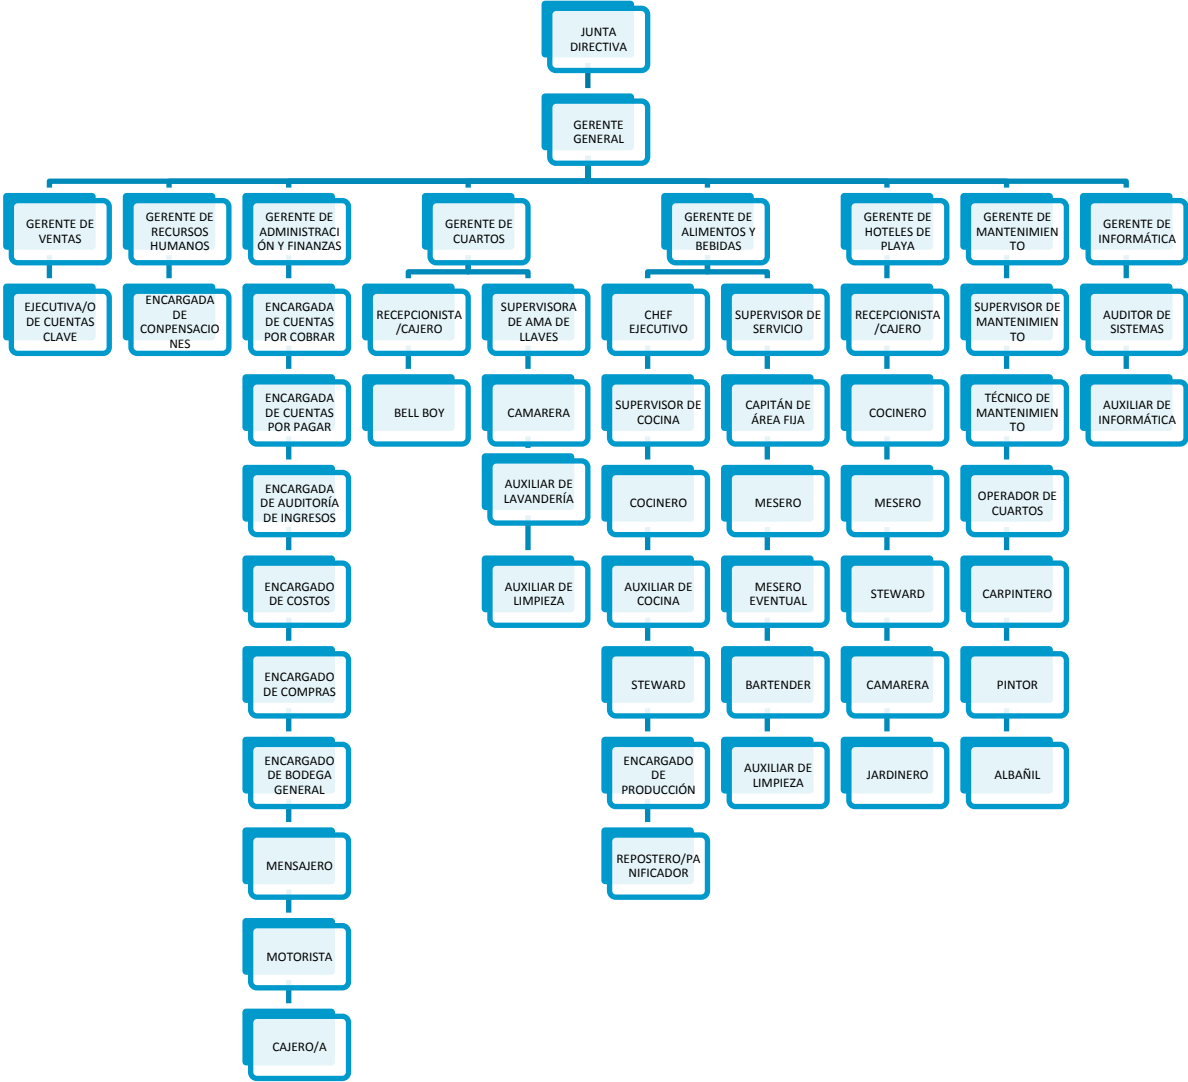 JUNTA
DIRECTIVA
GERENTE
GENERAL
GERENTE DE
VENTAS
GERENTE DE
RECURSOS
HUMANOS
GERENTE DE
ADMINISTRACI
ÓN Y FINANZAS
GERENTE DE
CUARTOS
GERENTE DE
ALIMENTOS Y
BEBIDAS
GERENTE DE
HOTELES DE
PLAYA
GERENTE DE
MANTENIMIEN
TO
GERENTE DE
INFORMÁTICA
EJECUTIVA/O
DE CUENTAS
CLAVE
ENCARGADA
DE
CONPENSACIO
NES
ENCARGADA
DE CUENTAS
POR COBRAR
RECEPCIONISTA
/CAJERO
SUPERVISORA
DE AMA DE
LLAVES
CHEF
EJECUTIVO
SUPERVISOR DE
SERVICIO
RECEPCIONISTA
/CAJERO
SUPERVISOR DE
MANTENIMIEN
TO
AUDITOR DE
SISTEMAS
ENCARGADA
DE CUENTAS
POR PAGAR
BELL BOY
CAMARERA
SUPERVISOR DE
COCINA
CAPITÁN DE
ÁREA FIJA
COCINERO
TÉCNICO DE
MANTENIMIEN
TO
AUXILIAR DE
INFORMÁTICA
ENCARGADA
DE AUDITORÍA
DE INGRESOS
AUXILIAR DE
LAVANDERÍA
COCINERO
MESERO
MESERO
OPERADOR DE
CUARTOS
ENCARGADO
DE COSTOS
AUXILIAR DE
LIMPIEZA
AUXILIAR DE
COCINA
MESERO
EVENTUAL
STEWARD
CARPINTERO
ENCARGADO
DE COMPRAS
STEWARD
BARTENDER
CAMARERA
PINTOR
ENCARGADO
DE BODEGA
GENERAL
ENCARGADO
DE
PRODUCCIÓN
AUXILIAR DE
LIMPIEZA
JARDINERO
ALBAÑIL
MENSAJERO
REPOSTERO/PA
NIFICADOR
MOTORISTA
CAJERO/A